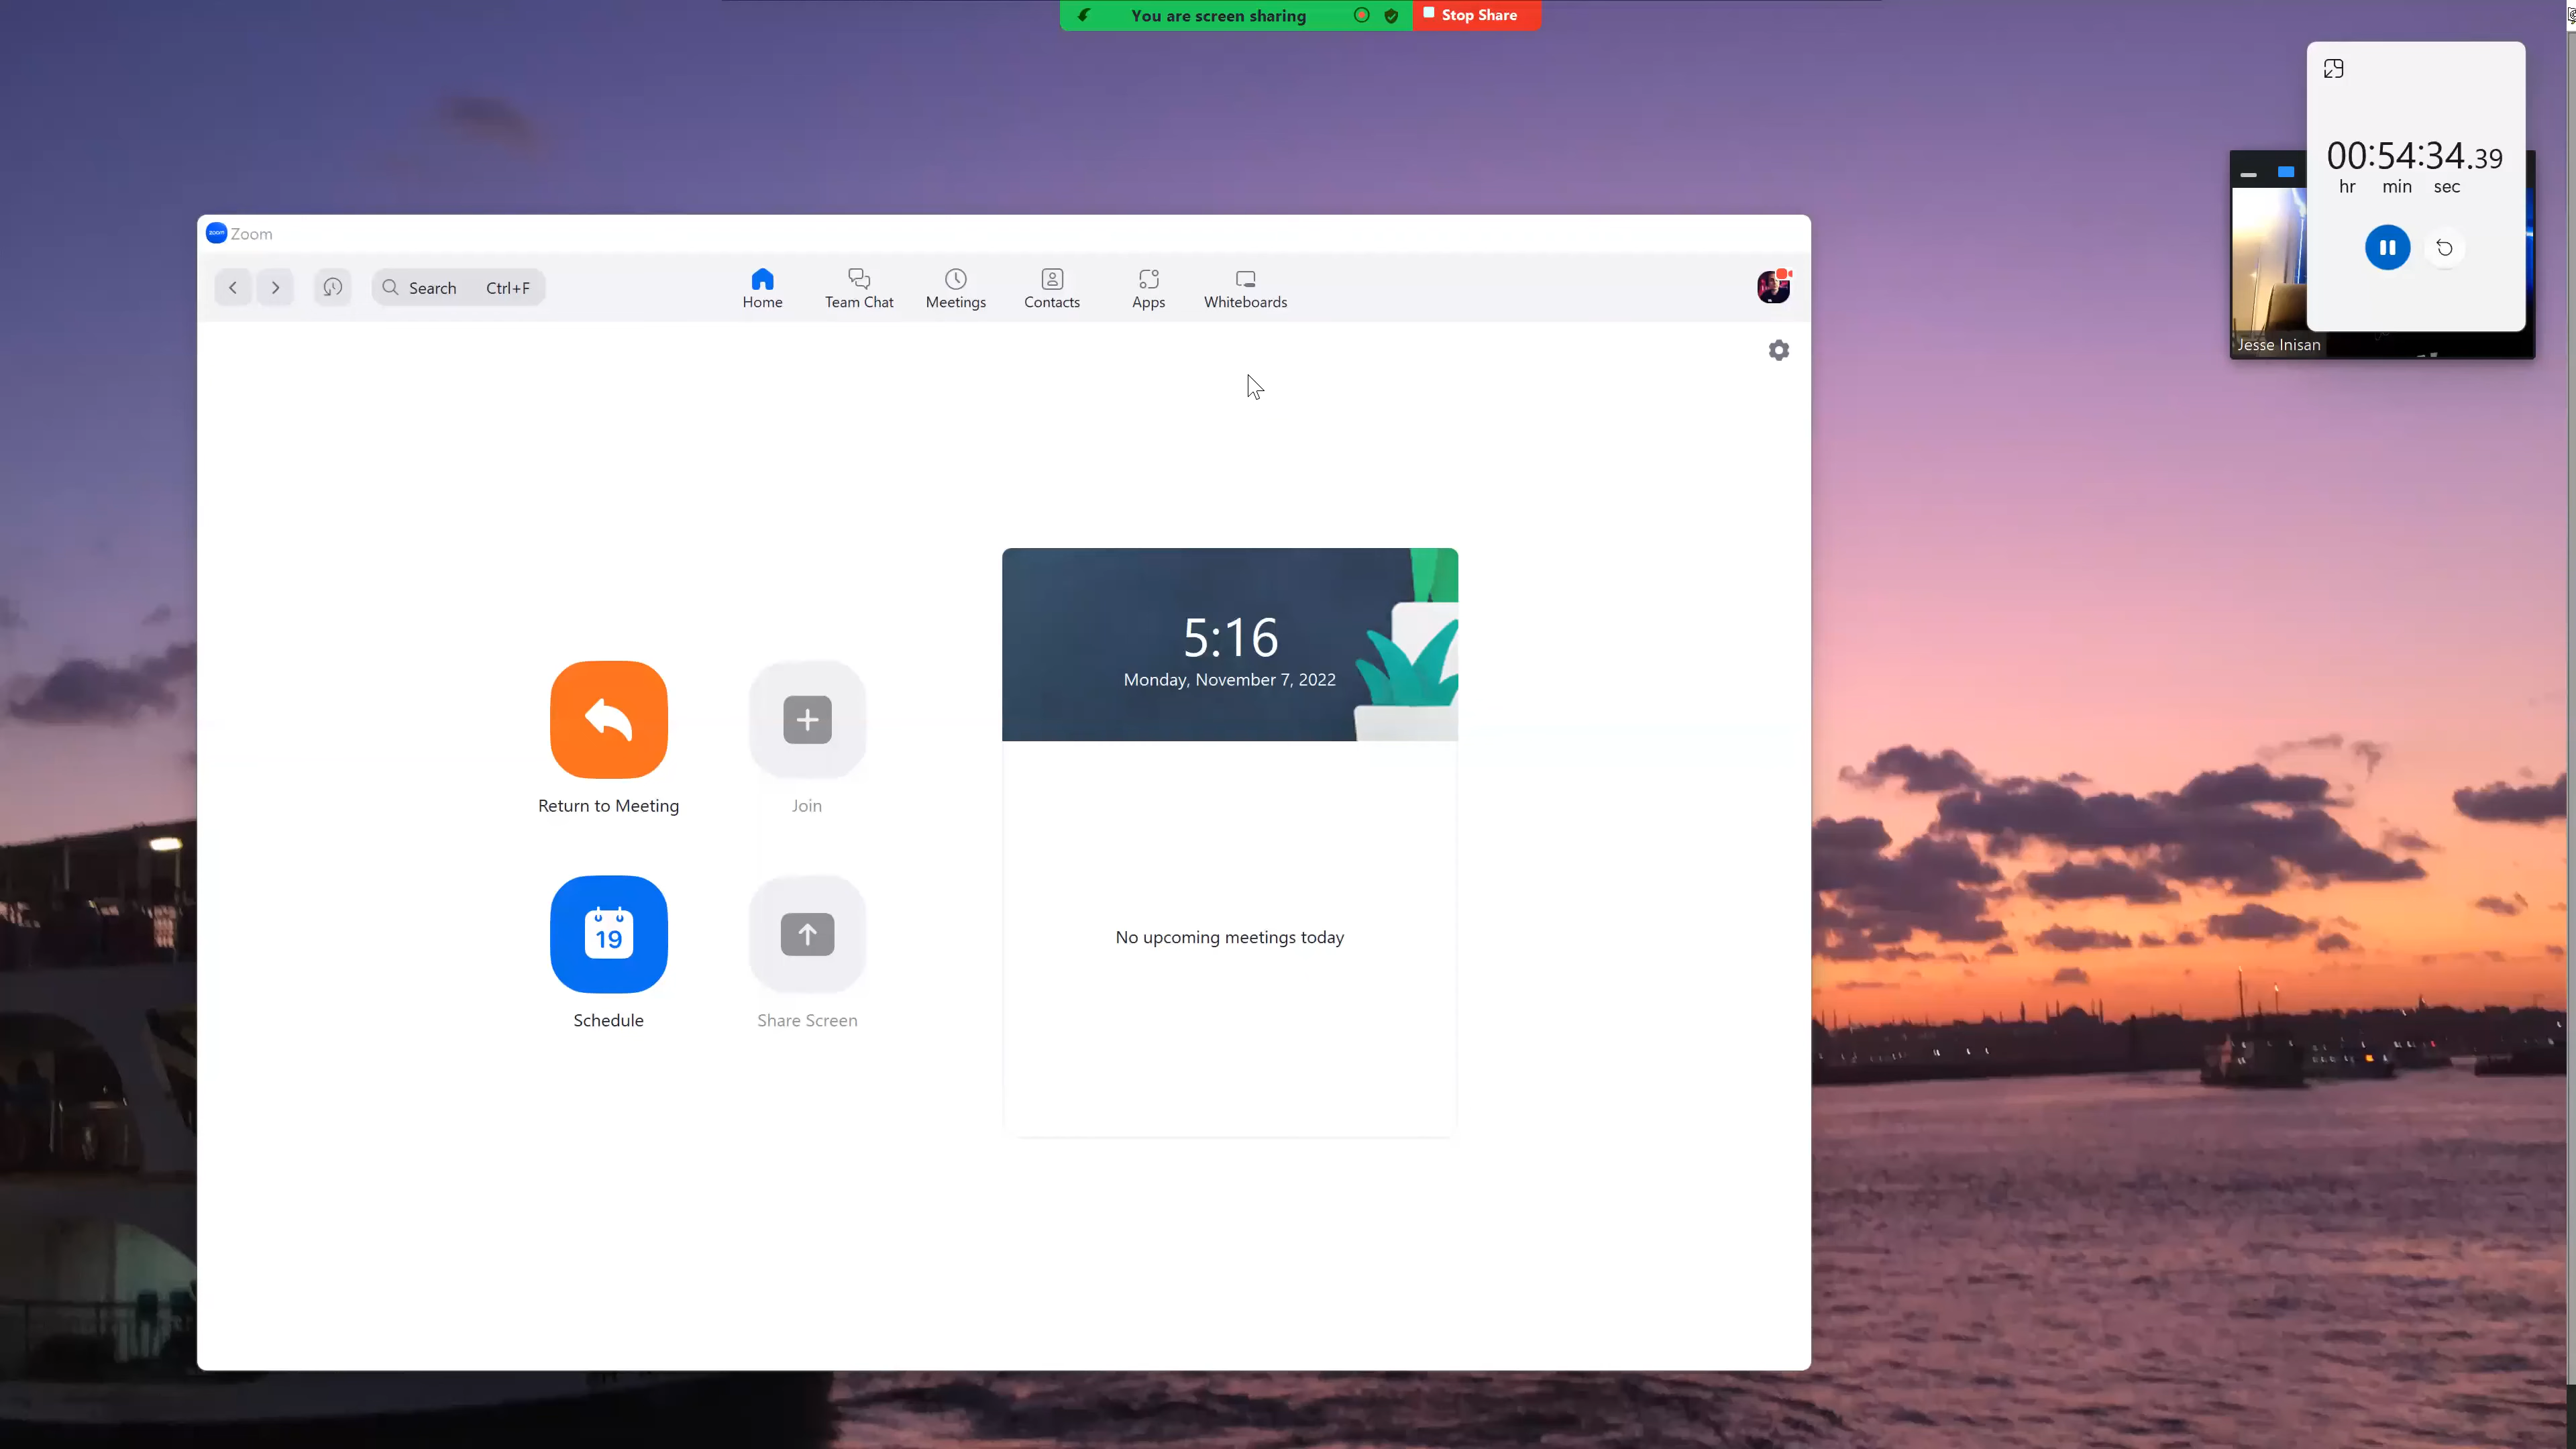 You are screen sharing
Stop Share
00:54:34.39
hr min sec
Jesse Inisan
zoom Zoom
Search Ctrl+F
Home
Team Chat
Meetings
Contacts
Apps
Whiteboards
5:16
Monday, November 7, 2022
Return to Meeting
Join
19
Schedule
Share Screen
No upcoming meetings today